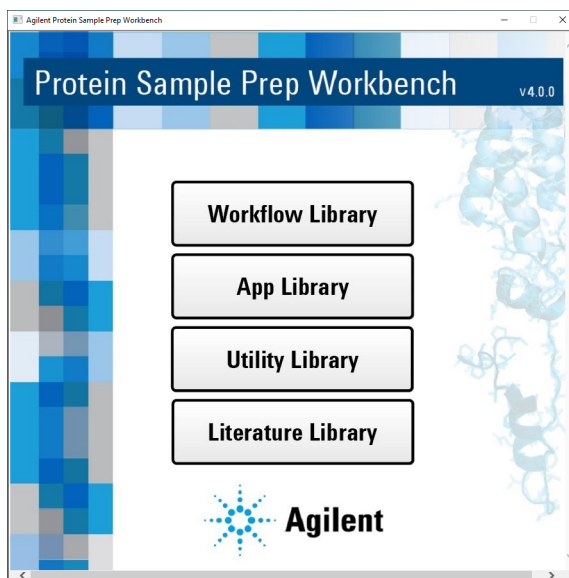 Agilent Protein Sample Prep Workbench
Protein Sample Prep Workbench
v4.0.0
Workflow Library
App Library
Utility Library
Literature Library
Agilent